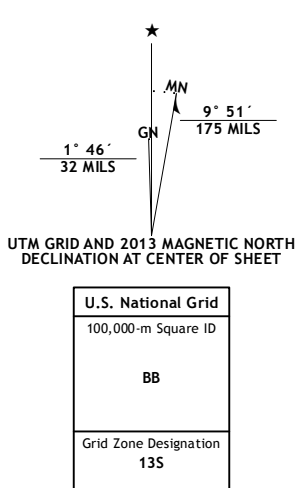 ★
MN
GN
9° 51´
175 MILS
1° 46´
32 MILS
UTM GRID AND 2013 MAGNETIC NORTH
DECLINATION AT CENTER OF SHEET
U.S. National Grid
100,000-m Square ID
BB
Grid Zone Designation
13S